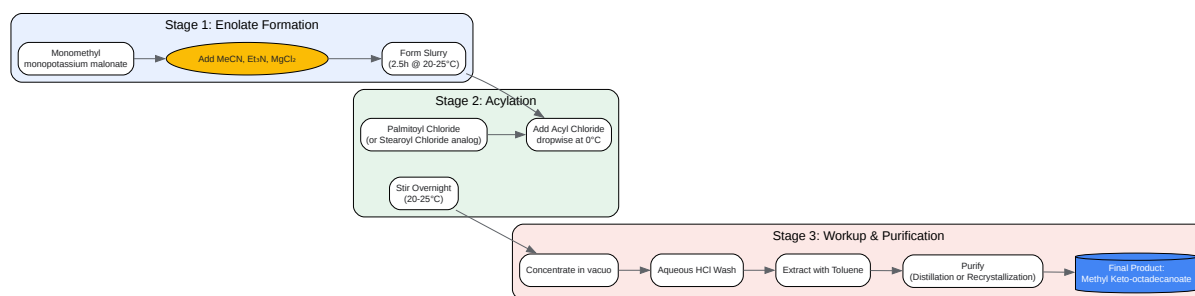 Stage 1: Enolate Formation
Monomethyl
monopotassium malonate
Add MeCN, Et₃N, MgCl₂
Form Slurry
(2.5h @ 20-25°C)
Stage 2: Acylation
Palmitoyl Chloride
(or Stearoyl Chloride analog)
Add Acyl Chloride
dropwise at 0°C
Stir Overnight
(20-25°C)
Stage 3: Workup & Purification
Concentrate in vacuo
Aqueous HCl Wash
Extract with Toluene
Purify
(Distillation or Recrystallization)
Final Product:
Methyl Keto-octadecanoate